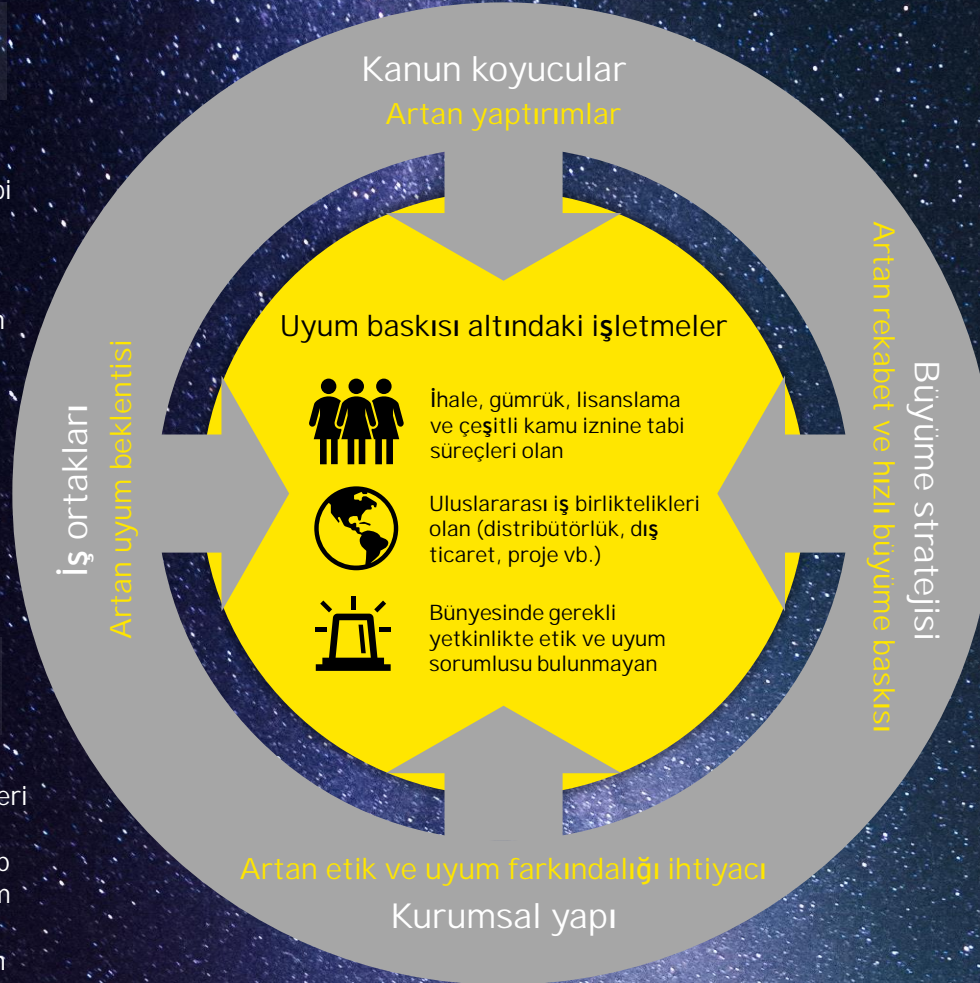 Kanun koyucular
Artan yaptırımlar
İş ortakları
Artan uyum beklentisi
Uyum baskısı altındaki işletmeler
İhale, gümrük, lisanslama
ve çeşitli kamu iznine tabi
süreçleri olan
Uluslararası iş birliktelikleri
olan (distribütörlük, dış
ticaret, proje vb.)
Bünyesinde gerekli
yetkinlikte etik ve uyum
sorumlusu bulunmayan
Büyüme stratejisi
Artan rekabet ve hızlı büyüme baskısı
Artan etik ve uyum farkındalığı ihtiyacı
Kurumsal yapı